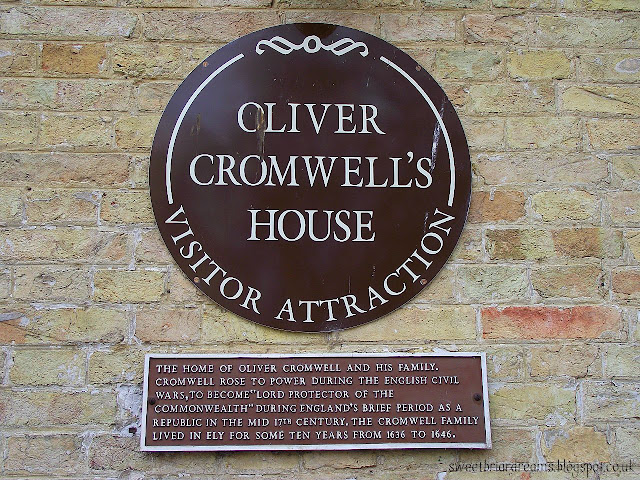 OLIVER
CROMWELL'S
HOUSE
VISITOR ATTRACTION
THE HOME OF OLIVER CROMWELL AND HIS FAMILY.
CROMWELL ROSE TO POWER DURING THE ENGLISH CIVIL
WARS, TO BECOME "LORD PROTECTOR OF THE
COMMONWEALTH" DURING ENGLAND'S BRIEF PERIOD AS A
REPUBLIC IN THE MID 17TH CENTURY. THE CROMWELL FAMILY
LIVED IN ELY FOR SOME TEN YEARS FROM 1636 TO 1646.
sweetbriardreams.blogspot.co.uk